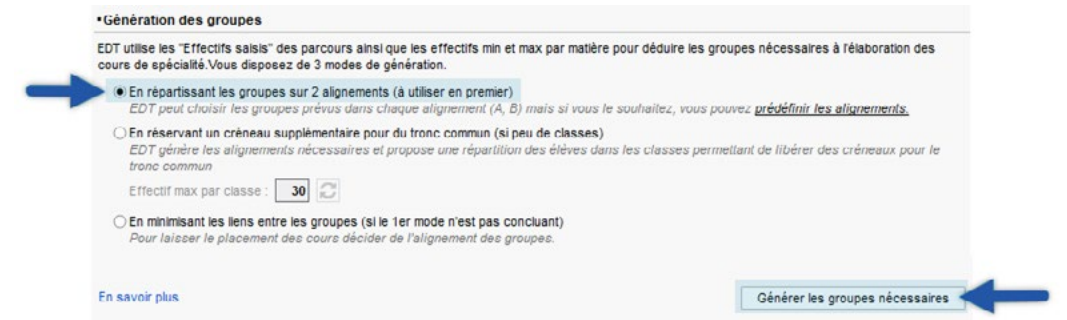 •Génération des groupes
EDT utilise les "Effectifs saisis" des parcours ainsi que les effectifs min et max par matière pour déduire les groupes nécessaires à l'élaboration des
cours de spécialité.Vous disposez de 3 modes de génération.
En répartissant les groupes sur 2 alignements (à utiliser en premier)
EDT peut choisir les groupes prévus dans chaque alignement (A, B) mais si vous le souhaitez, vous pouvez prédéfinir les alignements.
En réservant un créneau supplémentaire pour du tronc commun (si peu de classes)
EDT génère les alignements nécessaires et propose une répartition des élèves dans les classes permettant de libérer des créneaux pour le
tronc commun
Effectif max par classe : 30
En minimisant les liens entre les groupes (si le 1er mode n'est pas concluant)
Pour laisser le placement des cours décider de l'alignement des groupes.
En savoir plus Générer les groupes nécessaires